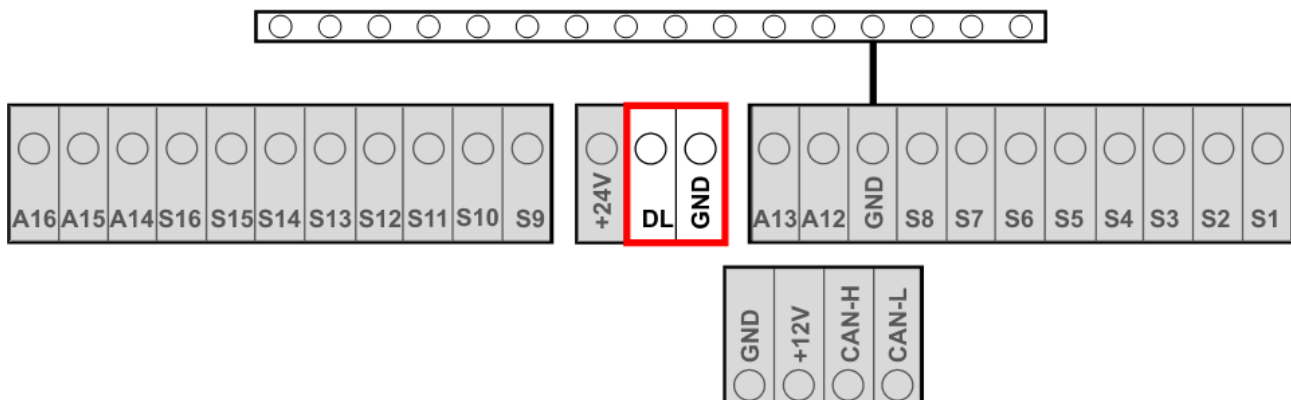 A16 A15 A14 S16 S15 S14 S13 S12 S11 S10 S9 +24V DL GND A13 A12 GND S8 S7 S6 S5 S4 S3 S2 S1
GND +12V CAN-H CAN-L